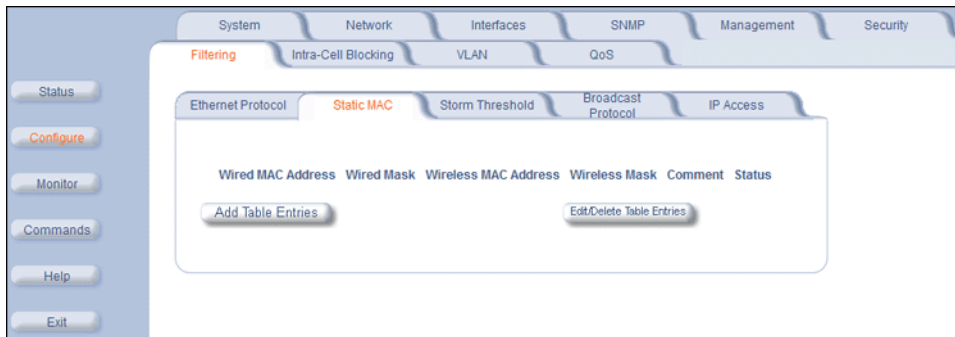 System Network Interfaces SNMP Management Security
Filtering Intra-Cell Blocking VLAN QoS
Status
Ethernet Protocol Static MAC Storm Threshold Broadcast Protocol IP Access
Configure
Monitor
Wired MAC Address Wired Mask Wireless MAC Address Wireless Mask Comment Status
Add Table Entries Edit/Delete Table Entries
Commands
Help
Exit